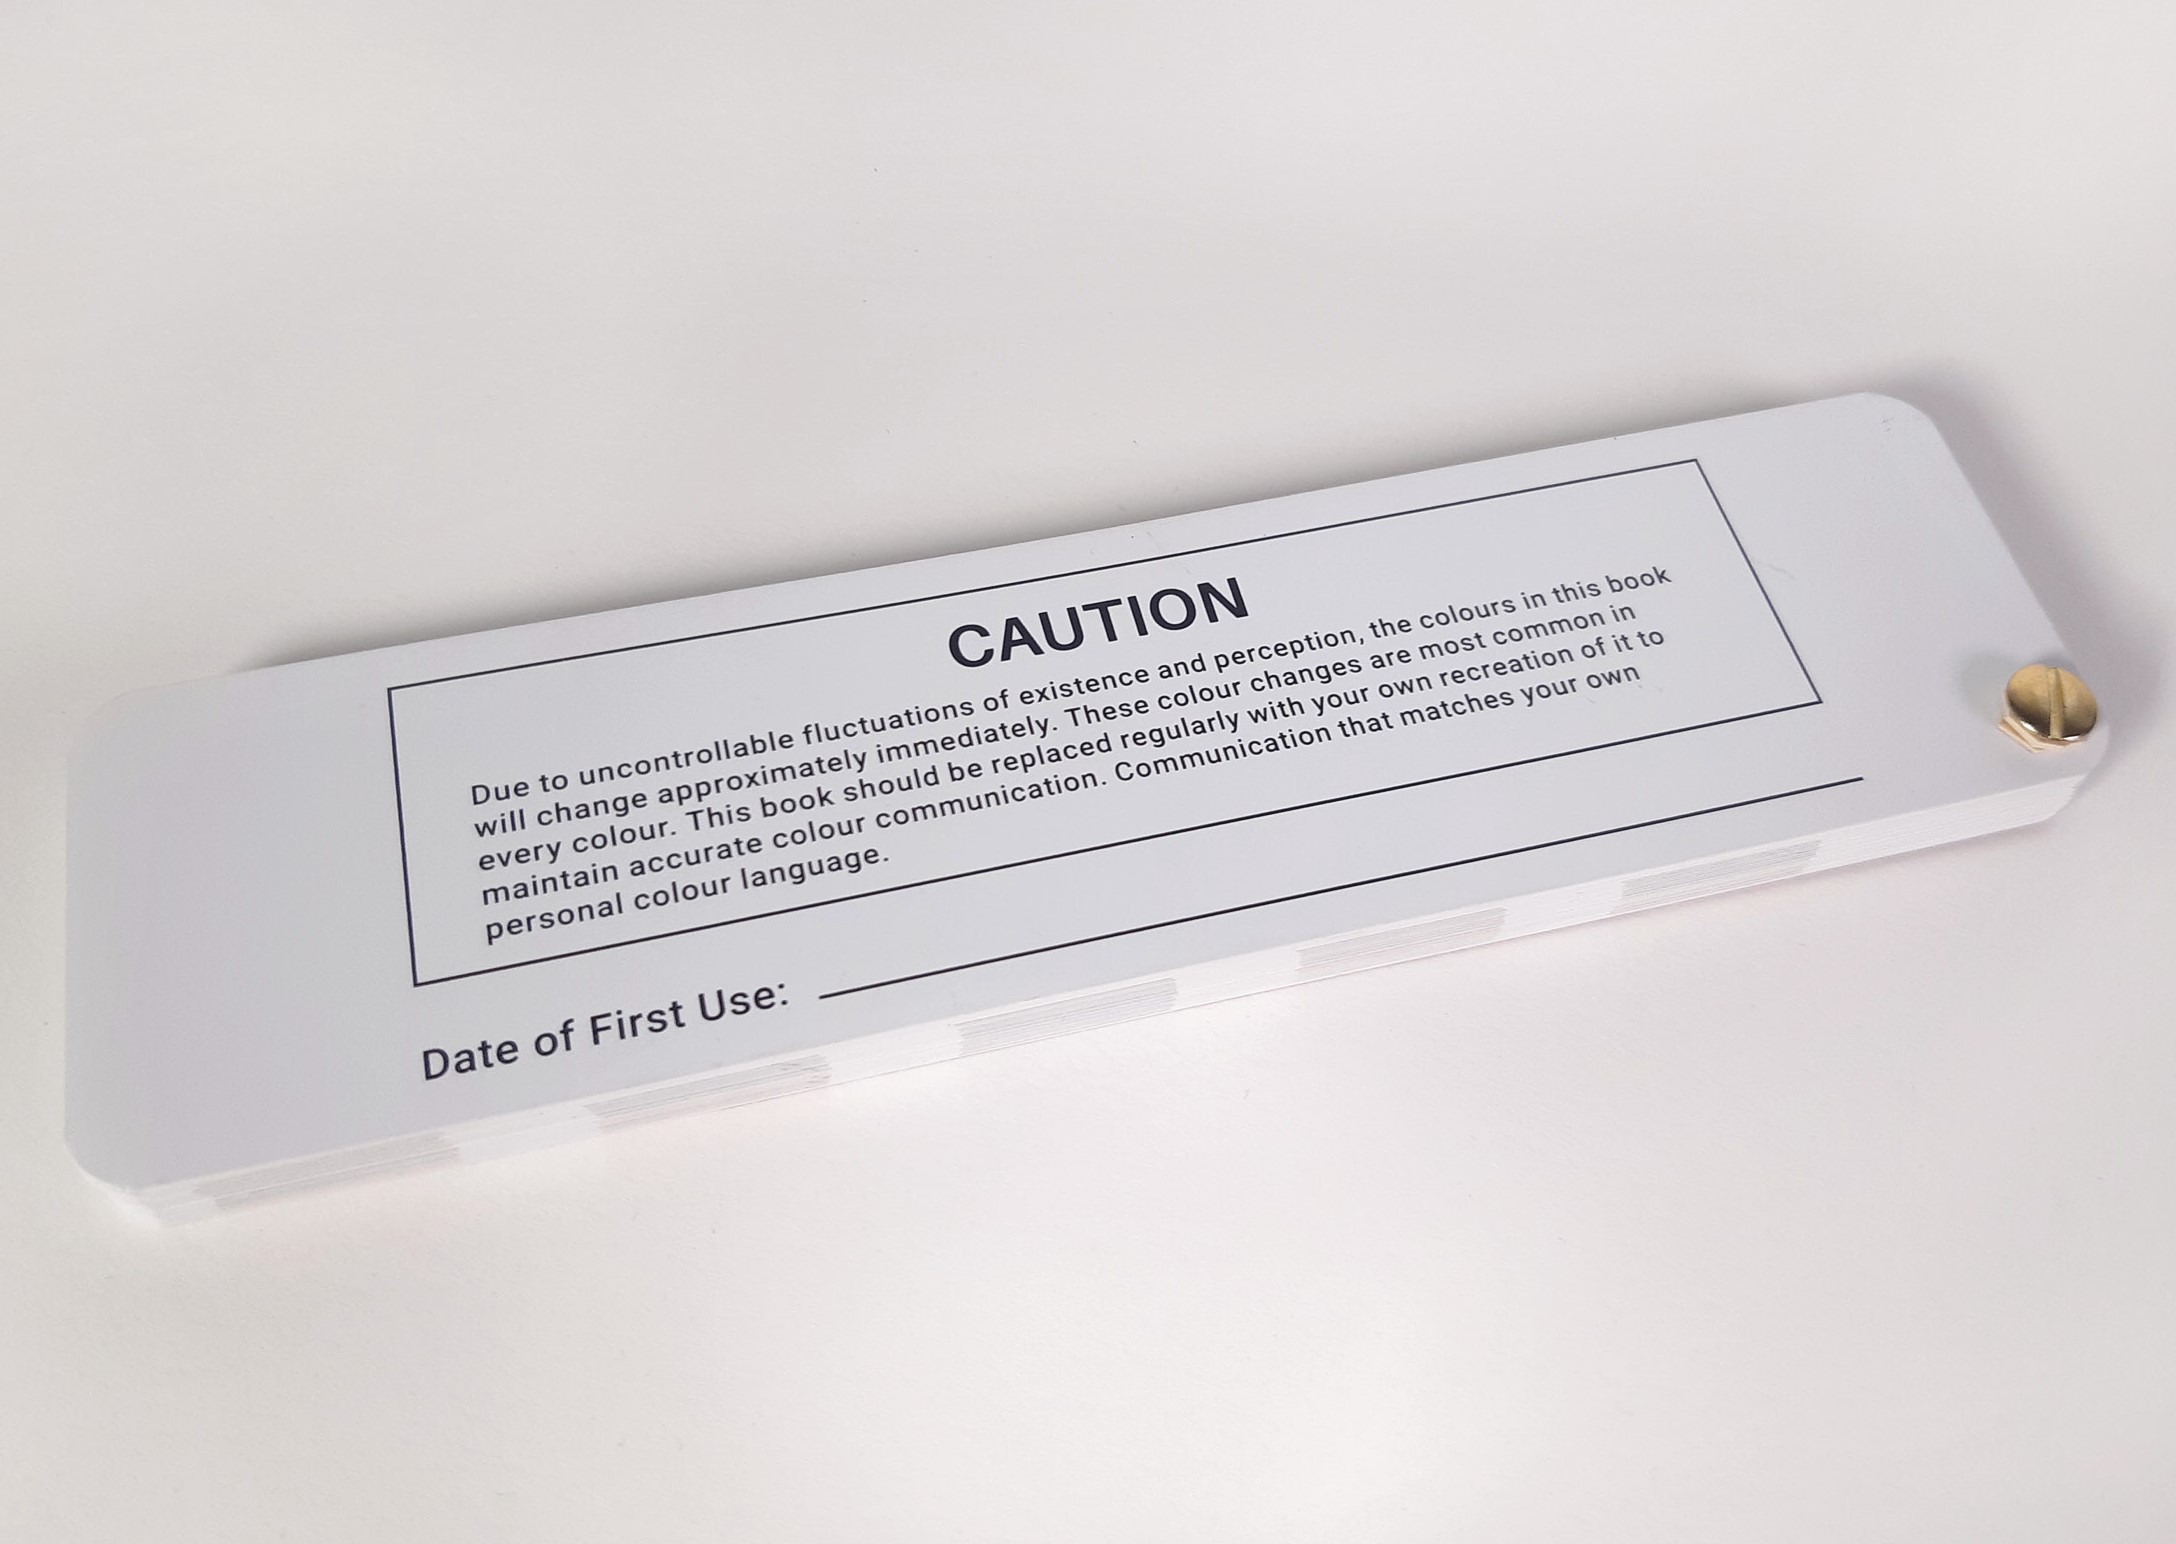 CAUTION
Due to uncontrollable fluctuations of existence and perception, the colours in this book
will change approximately immediately. These colour changes are most common in
every colour. This book should be replaced regularly with your own recreation of it to
maintain accurate colour communication. Communication that matches your own
personal colour language.
Date of First Use: